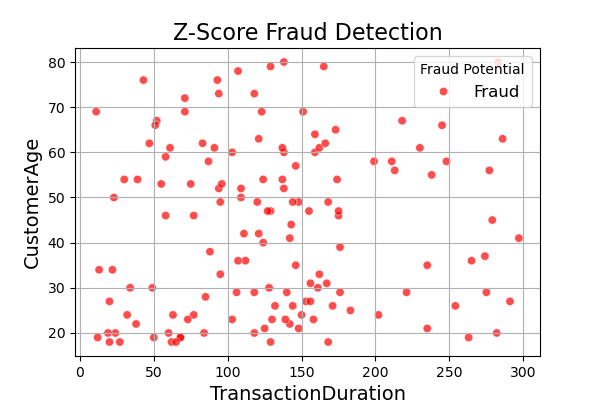 Z-Score Fraud Detection
CustomerAge
80
70
60
50
40
30
20
Fraud Potential
Fraud
0
50
100
150
200
250
300
TransactionDuration